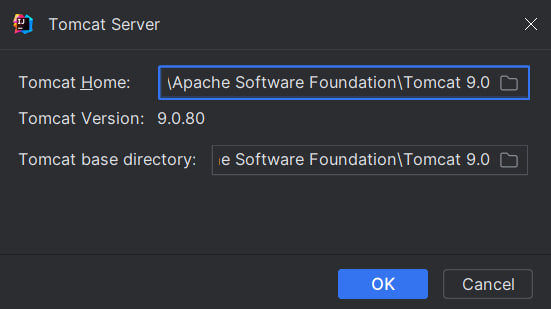 Tomcat Server
Tomcat Home: \Apache Software Foundation\Tomcat 9.0
Tomcat Version: 9.0.80
Tomcat base directory: he Software Foundation\Tomcat 9.0
OK Cancel